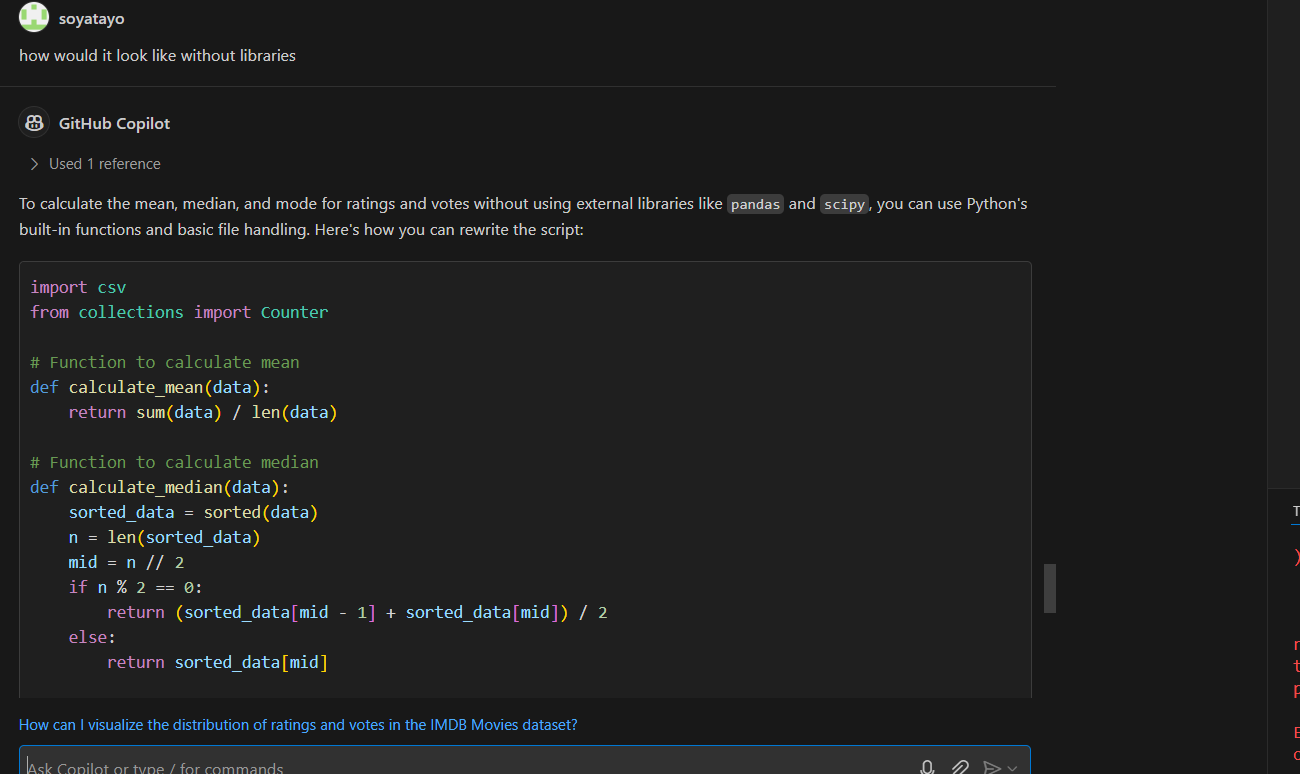 soyatayo
how would it look like without libraries
GitHub Copilot
Used 1 reference
To calculate the mean, median, and mode for ratings and votes without using external libraries like pandas and scipy, you can use Python's
built-in functions and basic file handling. Here's how you can rewrite the script:
import csv
from collections import Counter
# Function to calculate mean
def calculate_mean(data):
    return sum(data) / len(data)
# Function to calculate median
def calculate_median(data):
    sorted_data = sorted(data)
    n = len(sorted_data)
    mid = n // 2
    if n % 2 == 0:
        return (sorted_data[mid - 1] + sorted_data[mid]) / 2
    else:
        return sorted_data[mid]
How can I visualize the distribution of ratings and votes in the IMDB Movies dataset?
Ask Copilot or type / for commands